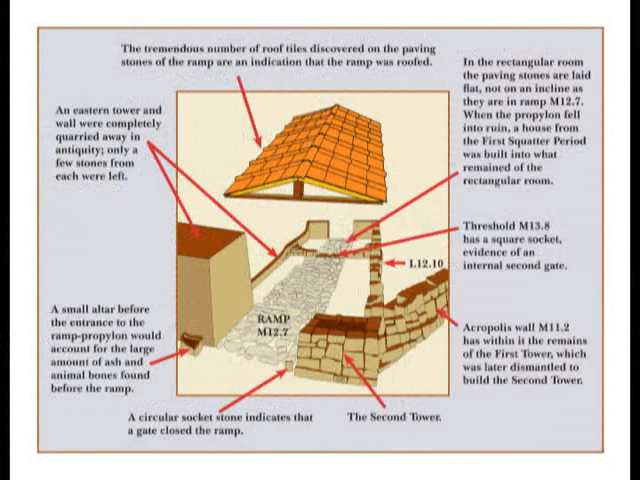 The tremendous number of roof tiles discovered on the paving
stones of the ramp are an indication that the ramp was roofed.
In the rectangular room
the paving stones are laid
flat, not on an incline as
they are in ramp M12.7.
When the propylon fell
into ruin, a house from
the First Squatter Period
was built into what
remained of the
rectangular room.
An eastern tower and
wall were completely
quarried away in
antiquity; only a
few stones from
each were left.
Threshold M13.8
has a square socket,
evidence of an
internal second gate.
L12.10
A small altar before
the entrance to the
ramp-propylon would
account for the large
amount of ash and
animal bones found
before the ramp.
RAMP
M12.7
Acropolis wall M11.2
has within it the remains
of the First Tower, which
was later dismantled to
build the Second Tower.
A circular socket stone indicates that
a gate closed the ramp.
The Second Tower.